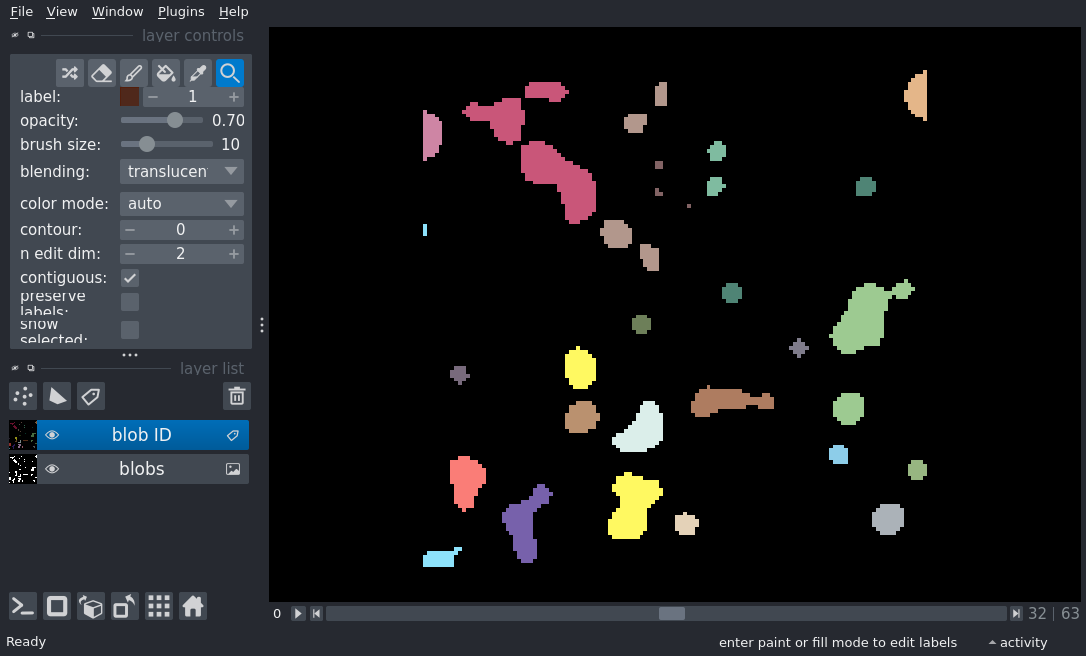 File View Window Plugins Help
layer controls
label: 1
opacity: 0.70
brush size: 10
blending: translucen
color mode: auto
contour: 0
n edit dim: 2
contiguous:
preserve
labels:
show
selected:
layer list
blob ID
blobs
0 32 63
Ready enter paint or fill mode to edit labels activity